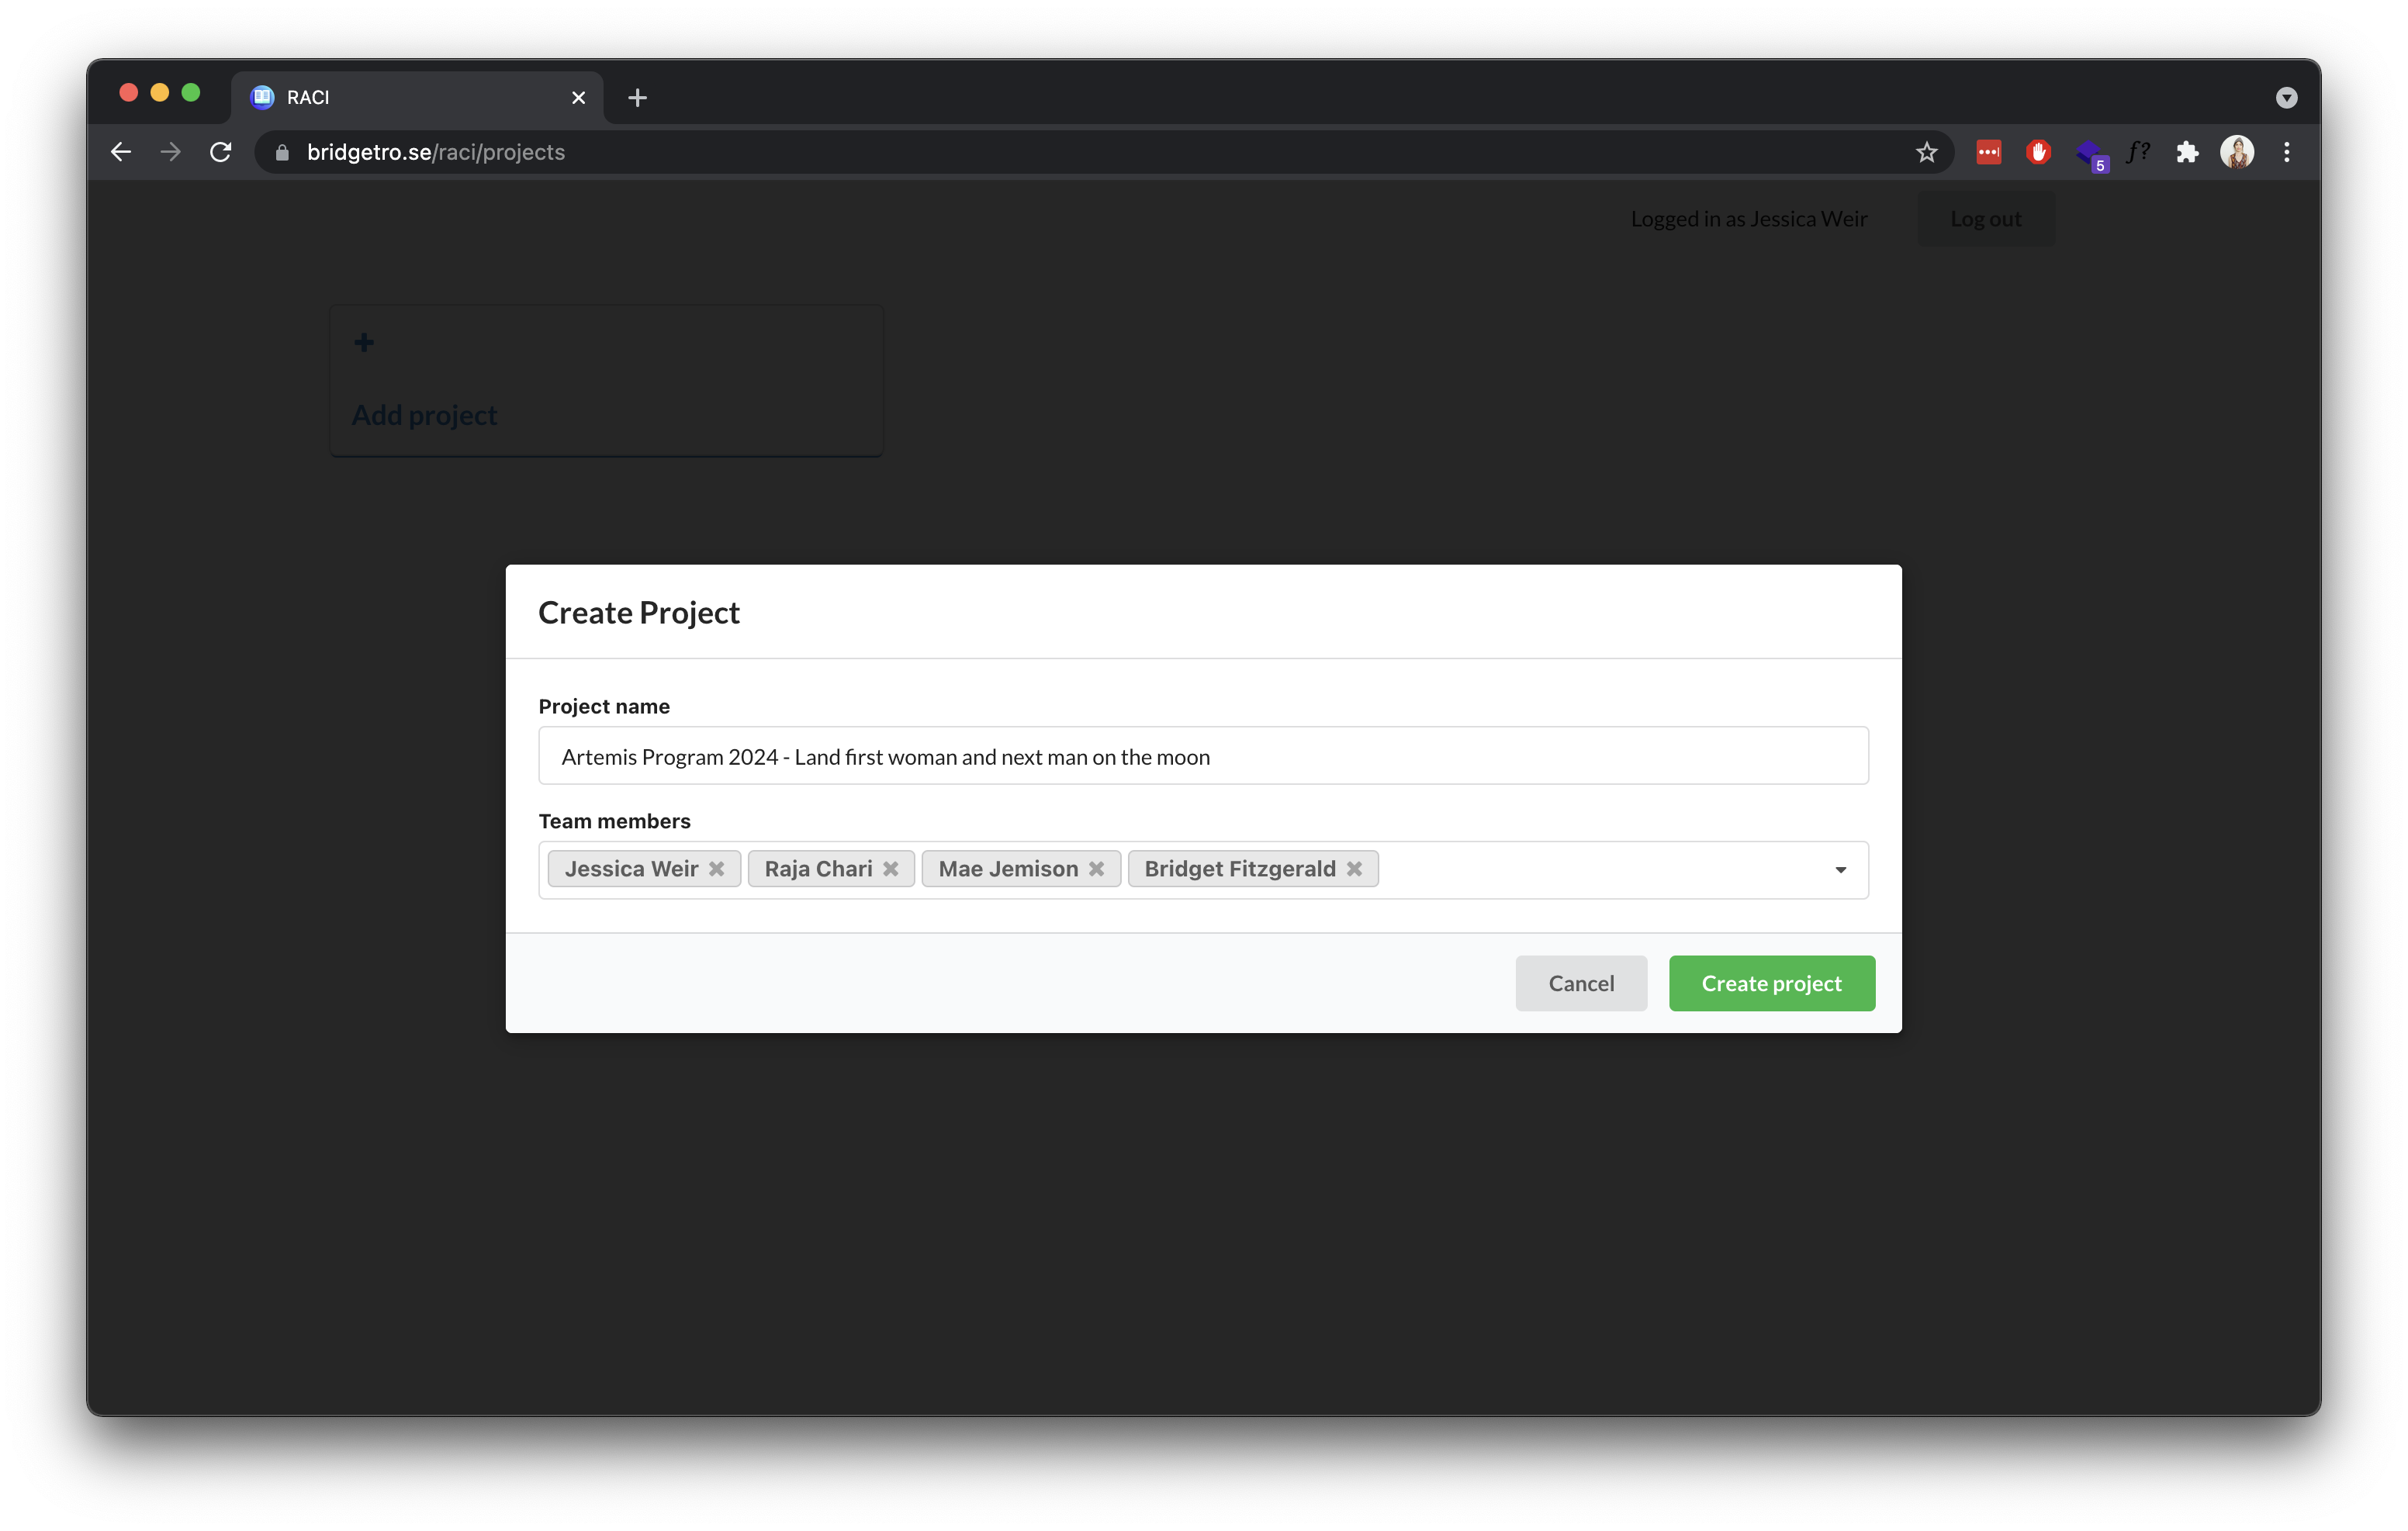 RACI
bridgetro.se/raci/projects
5
f?
Logged in as Jessica Weir
Log out
Add project
Create Project
Project name
Artemis Program 2024 - Land first woman and next man on the moon
Team members
Jessica Weir
Raja Chari
Mae Jemison
Bridget Fitzgerald
Cancel
Create project